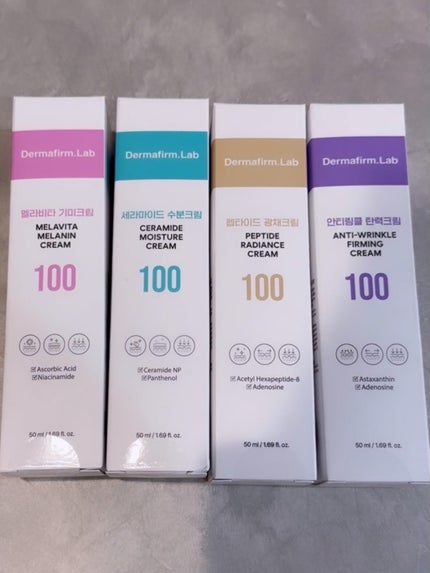 Dermafirm.Lab
멜라비타 기미크림
MELAVITA
MELANIN
CREAM
100
Ascorbic Acid
Niacinamide
50 ml / 1.69 fl. oz.
Dermafirm.Lab
세라마이드 수분크림
CERAMIDE
MOISTURE
CREAM
100
Ceramide NP
Panthenol
50 ml / 1.69 fl. oz.
Dermafirm.Lab
펩타이드 광채크림
PEPTIDE
RADIANCE
CREAM
100
Acetyl Hexapeptide-8
Adenosine
50 ml / 1.69 fl. oz.
Dermafirm.Lab
안티링클 탄력크림
ANTI-WRINKLE
FIRMING
CREAM
100
Astaxanthin
Adenosine
50 ml / 1.69 fl. oz.